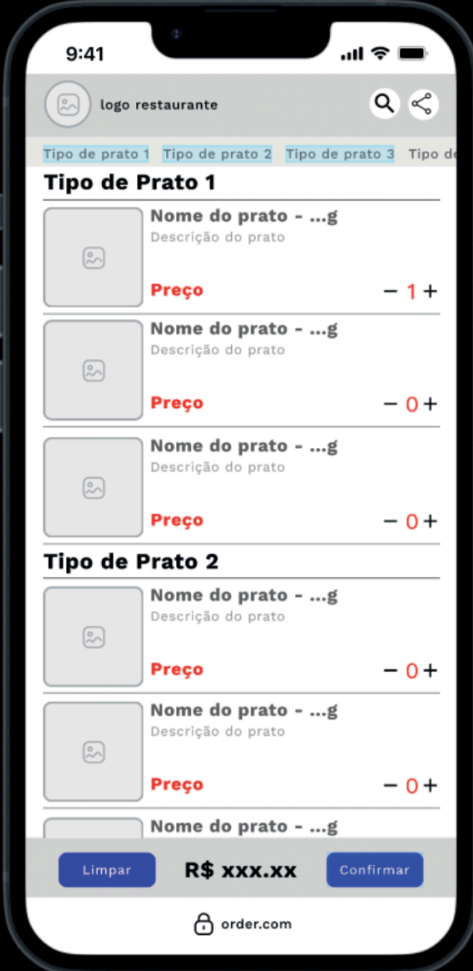 9:41
logo restaurante
Tipo de prato 1 Tipo de prato 2 Tipo de prato 3 Tipo de
Tipo de Prato 1
Nome do prato - ...g
Descrição do prato
Preço − 1 +
Nome do prato - ...g
Descrição do prato
Preço − 0 +
Nome do prato - ...g
Descrição do prato
Preço − 0 +
Tipo de Prato 2
Nome do prato - ...g
Descrição do prato
Preço − 0 +
Nome do prato - ...g
Descrição do prato
Preço − 0 +
Nome do prato - ...g
Limpar R$ xxx.xx Confirmar
order.com